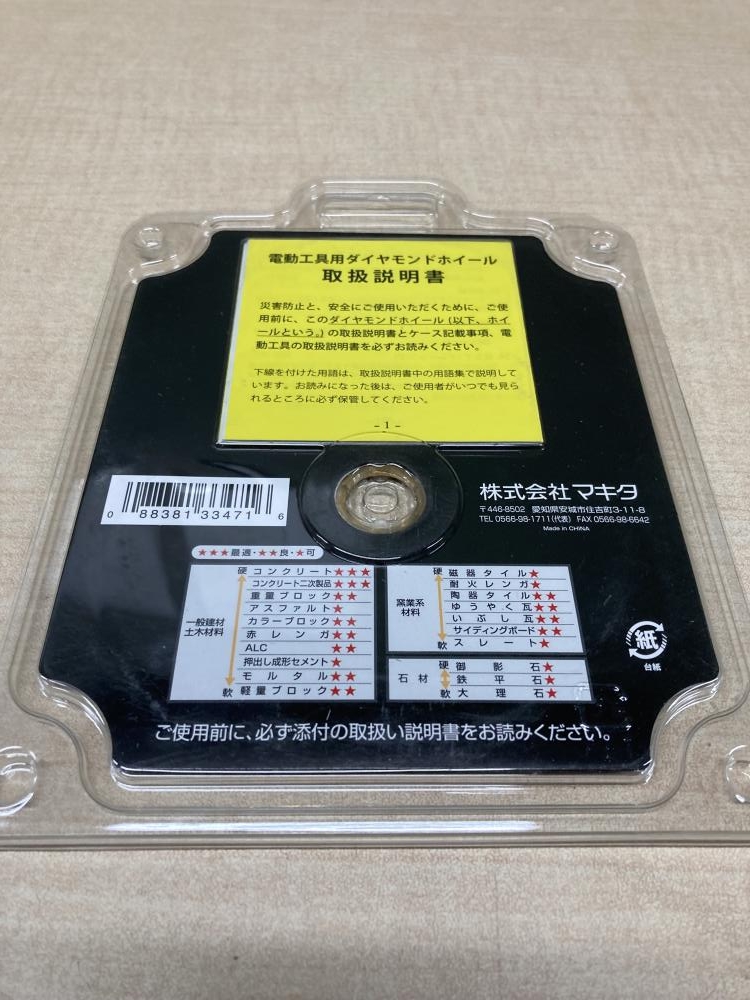 電動工具用ダイヤモンドホイール
取扱説明書
災害防止と、安全にご使用いただくために、ご使
用前に、このダイヤモンドホイール(以下、ホイ
ールという。)の取扱説明書とケース記載事項、電
動工具の取扱説明書を必ずお読みください。
下線を付けた用語は、取扱説明書中の用語集で説明して
います。お読みになった後は、ご使用者がいつでも見ら
れるところに必ず保管してください。
- 1 -
0 88381 33471 6
株式会社マキタ
〒446-8502 愛知県安城市住吉町3-11-8
TEL 0566-98-1711(代表) FAX 0566-98-6642
Made in CHINA
★★★最適・★★良・★可
一般建材
土木材料
硬 コンクリート★★★
コンクリート二次製品★★★
重量ブロック★★
アスファルト★
カラーブロック★★
赤レンガ★★
ALC ★★
押出し成形セメント★
モルタル★★
軟 軽量ブロック★★
窯業系
材料
硬 磁器タイル★
耐火レンガ★
陶器タイル★★
ゆうやく瓦★★
いぶし瓦★★
サイディングボード★★
軟 スレート★
石材
硬 御影石★
鉄平石★
軟 大理石★
紙
台紙
ご使用前に、必ず添付の取扱い説明書をお読みください。